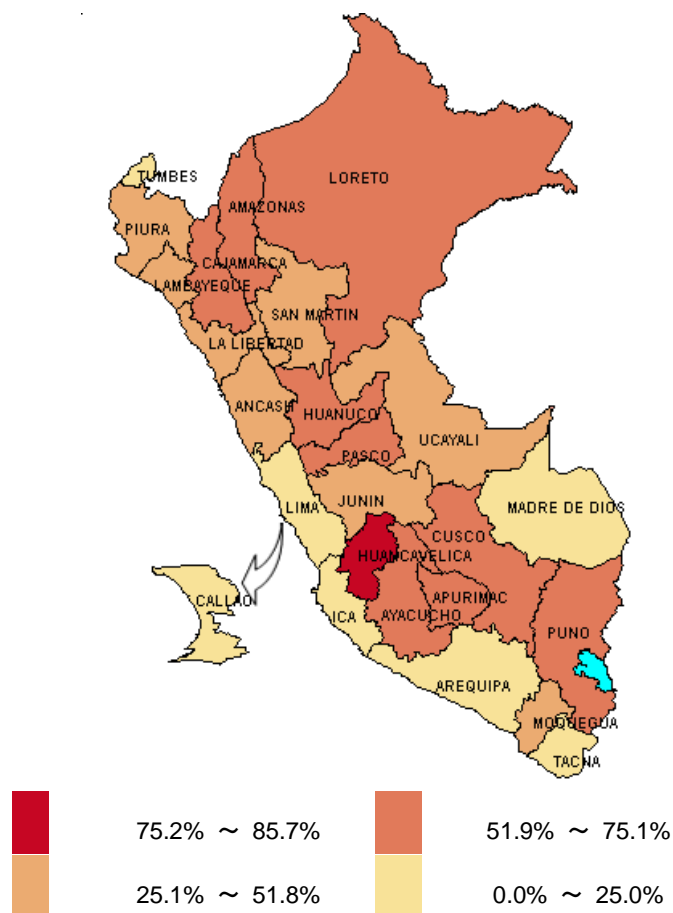 LORETO
TUMBES
AMAZONAS
PIURA
CAJAMARCA
LAMBAYEQUE
SAN MARTIN
LA LIBERTAD
ANCASH
HUANUCO
UCAYALI
PASCO
JUNIN
LIMA
MADRE DE DIOS
CUSCO
HUANCAVELICA
CALLAO
APURIMAC
ICA
AYACUCHO
PUNO
AREQUIPA
MOQUEGUA
TACNA
75.2% ～ 85.7%
51.9% ～ 75.1%
25.1% ～ 51.8%
0.0% ～ 25.0%